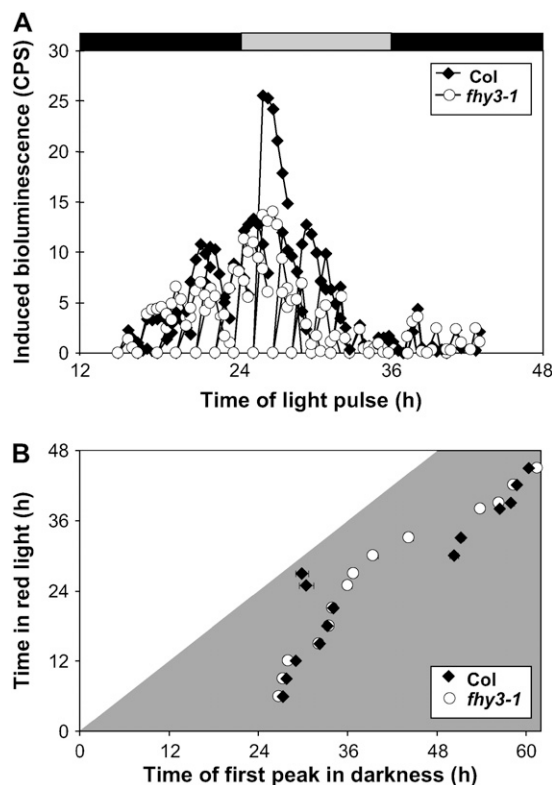 A
Induced bioluminescence (CPS)
30
25
20
15
10
5
0
Col
fhy3-1
12
24
36
48
Time of light pulse (h)
B
Time in red light (h)
48
36
24
12
0
Col
fhy3-1
0
12
24
36
48
60
Time of first peak in darkness (h)